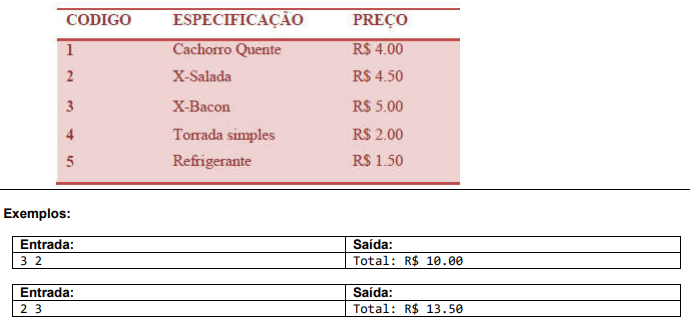 CODIGO ESPECIFICAÇÃO PREÇO
1 Cachorro Quente R$ 4.00
2 X-Salada R$ 4.50
3 X-Bacon R$ 5.00
4 Torrada simples R$ 2.00
5 Refrigerante R$ 1.50
Exemplos:
Entrada: Saída:
3 2 Total: R$ 10.00
Entrada: Saída:
2 3 Total: R$ 13.50